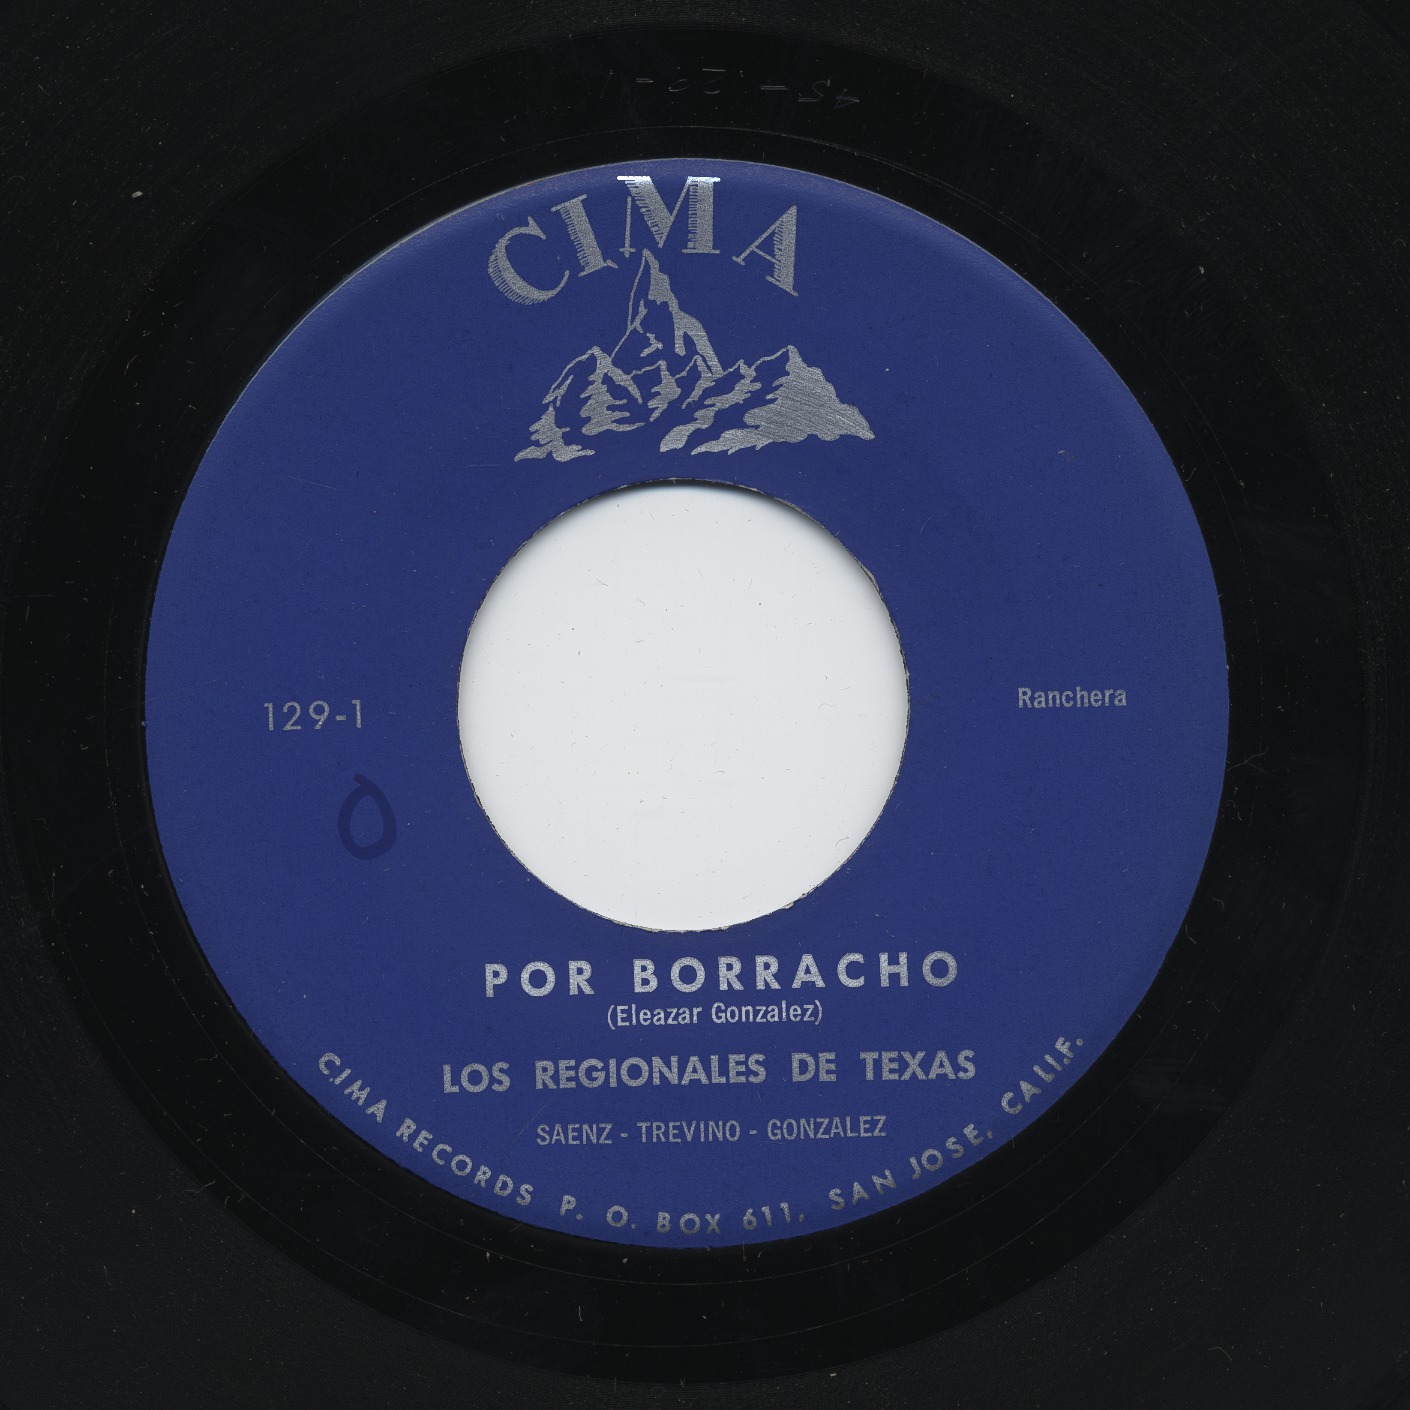 CIMA
129-1
Ranchera
O
POR BORRACHO
(Eleazar Gonzalez)
LOS REGIONALES DE TEXAS
SAENZ - TREVINO - GONZALEZ
CIMA RECORDS P. O. BOX 611, SAN JOSE, CALIF.